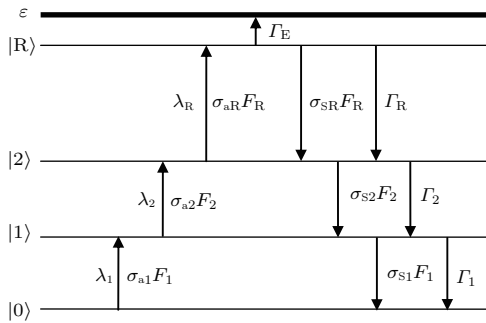 ε
Γ_E
|R⟩
λ_R σ_aR F_R σ_SR F_R Γ_R
|2⟩
λ_2 σ_a2 F_2 σ_S2 F_2 Γ_2
|1⟩
λ_1 σ_a1 F_1 σ_S1 F_1 Γ_1
|0⟩